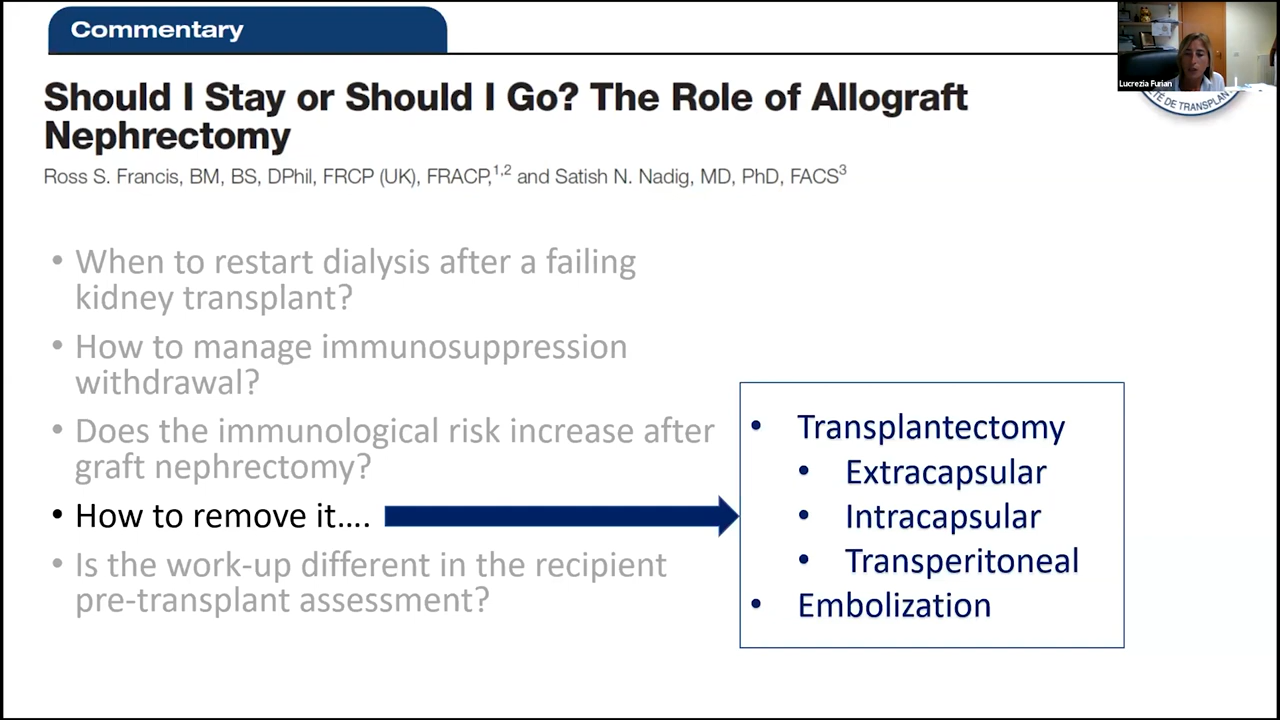 Commentary
Lucrezia Furian
Should I Stay or Should I Go? The Role of Allograft
Nephrectomy
Ross S. Francis, BM, BS, DPhil, FRCP (UK), FRACP,1,2 and Satish N. Nadig, MD, PhD, FACS3
• When to restart dialysis after a failing
kidney transplant?
• How to manage immunosuppression
withdrawal?
• Does the immunological risk increase after
graft nephrectomy?
• How to remove it....
• Is the work-up different in the recipient
pre-transplant assessment?
• Transplantectomy
• Extracapsular
• Intracapsular
• Transperitoneal
• Embolization